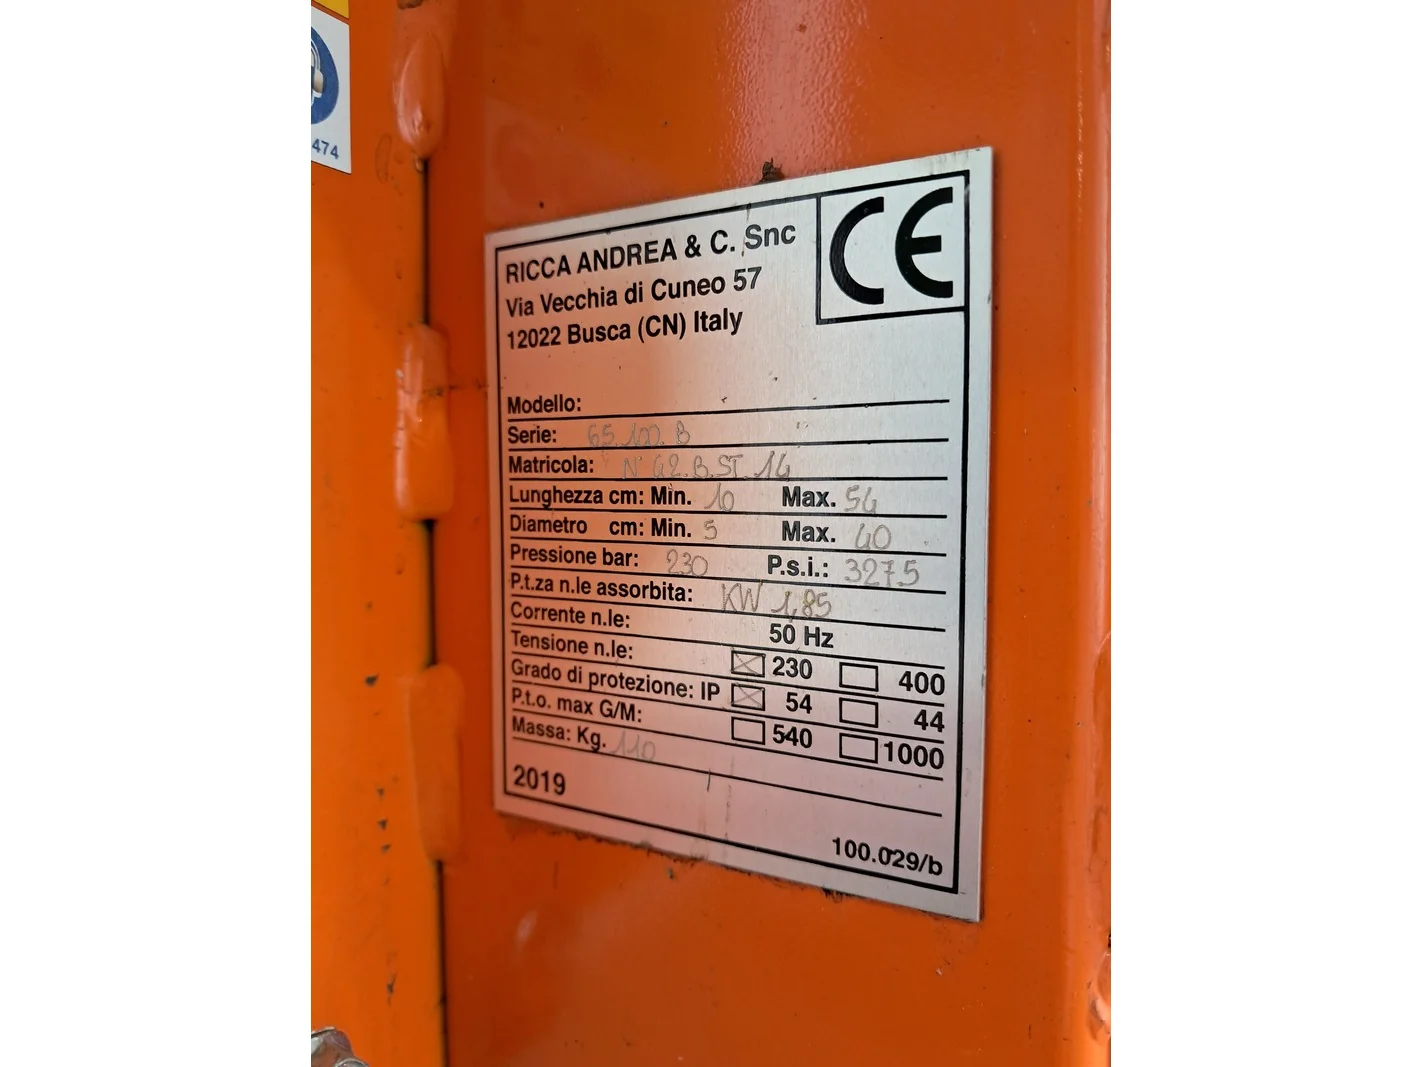 474
RICCA ANDREA & C. Snc
Via Vecchia di Cuneo 57
12022 Busca (CN) Italy
CE
Modello:
Serie: 65.100.B
Matricola: N° 42.B.ST.14
Lunghezza cm: Min. 10 Max. 54
Diametro cm: Min. 5 Max. 40
Pressione bar: 230 P.s.i.: 3275
P.t.za n.le assorbita: KW 1,85
Corrente n.le: 50 Hz
Tensione n.le: 230 400
Grado di protezione: IP 54 44
P.t.o. max G/M: 540 1000
Massa: Kg. 110
2019
100.029/b